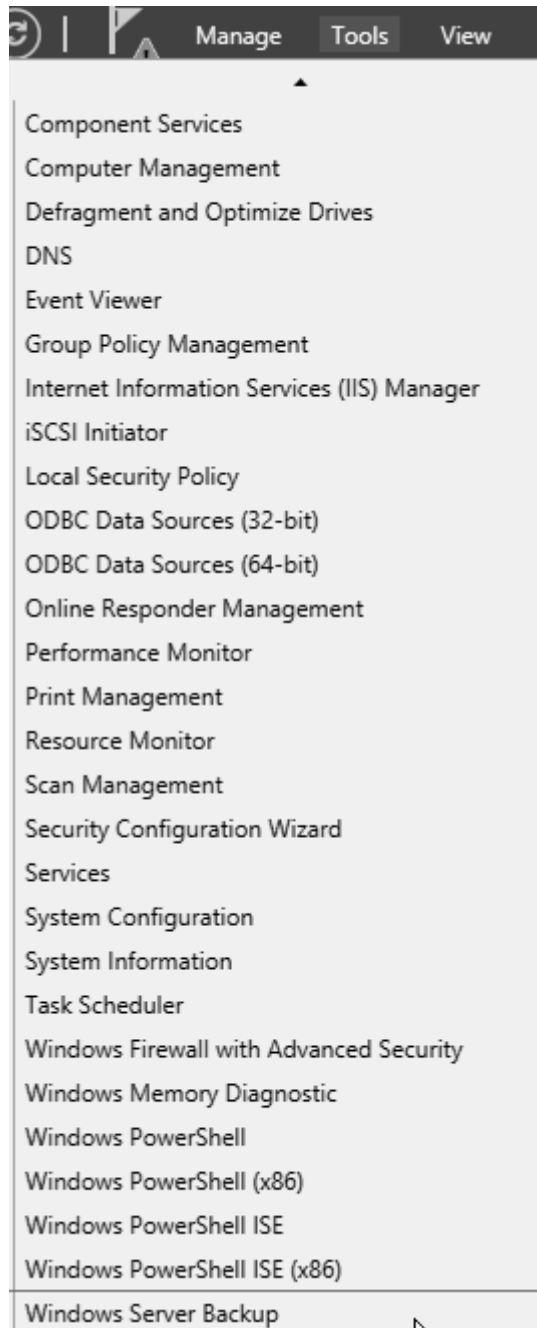 Manage Tools View
Component Services
Computer Management
Defragment and Optimize Drives
DNS
Event Viewer
Group Policy Management
Internet Information Services (IIS) Manager
iSCSI Initiator
Local Security Policy
ODBC Data Sources (32-bit)
ODBC Data Sources (64-bit)
Online Responder Management
Performance Monitor
Print Management
Resource Monitor
Scan Management
Security Configuration Wizard
Services
System Configuration
System Information
Task Scheduler
Windows Firewall with Advanced Security
Windows Memory Diagnostic
Windows PowerShell
Windows PowerShell (x86)
Windows PowerShell ISE
Windows PowerShell ISE (x86)
Windows Server Backup